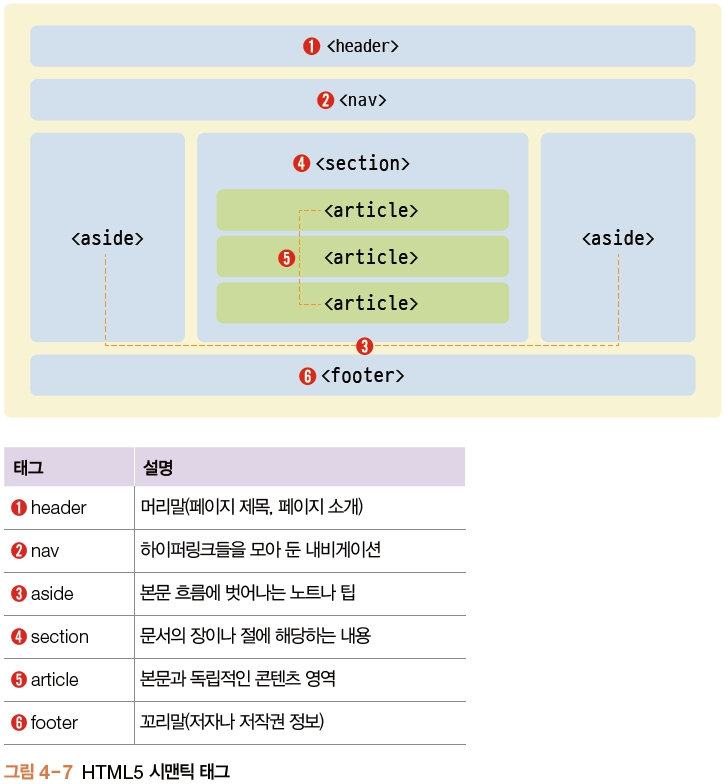 ❶ <header>
❷ <nav>
❹ <section>
<article>
<aside>
❺ <article>
<aside>
<article>
❸
❻ <footer>
태그 설명
❶ header 머리말(페이지 제목, 페이지 소개)
❷ nav 하이퍼링크들을 모아 둔 내비게이션
❸ aside 본문 흐름에 벗어나는 노트나 팁
❹ section 문서의 장이나 절에 해당하는 내용
❺ article 본문과 독립적인 콘텐츠 영역
❻ footer 꼬리말(저자나 저작권 정보)
그림 4-7 HTML5 시맨틱 태그